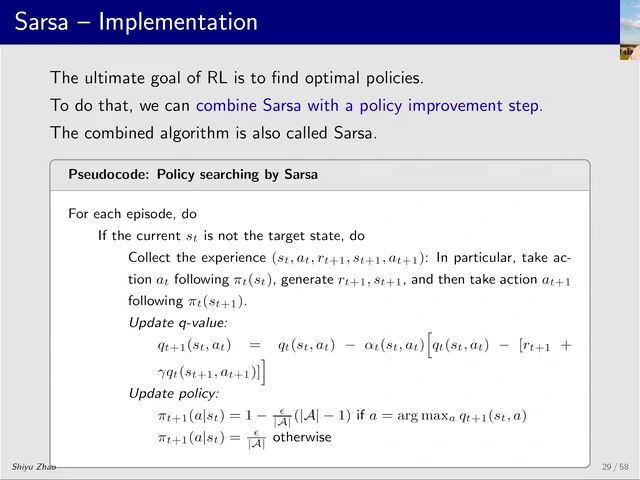 Sarsa – Implementation
The ultimate goal of RL is to find optimal policies.
To do that, we can combine Sarsa with a policy improvement step.
The combined algorithm is also called Sarsa.
Pseudocode: Policy searching by Sarsa
For each episode, do
If the current s_t is not the target state, do
Collect the experience (s_t, a_t, r_{t+1}, s_{t+1}, a_{t+1}): In particular, take ac-
tion a_t following π_t(s_t), generate r_{t+1}, s_{t+1}, and then take action a_{t+1}
following π_t(s_{t+1}).
Update q-value:
q_{t+1}(s_t, a_t) = q_t(s_t, a_t) − α_t(s_t, a_t)[q_t(s_t, a_t) − [r_{t+1} +
γq_t(s_{t+1}, a_{t+1})]]
Update policy:
π_{t+1}(a|s_t) = 1 − ϵ/|A| (|A| − 1) if a = arg max_a q_{t+1}(s_t, a)
π_{t+1}(a|s_t) = ϵ/|A| otherwise
Shiyu Zhao
29 / 58